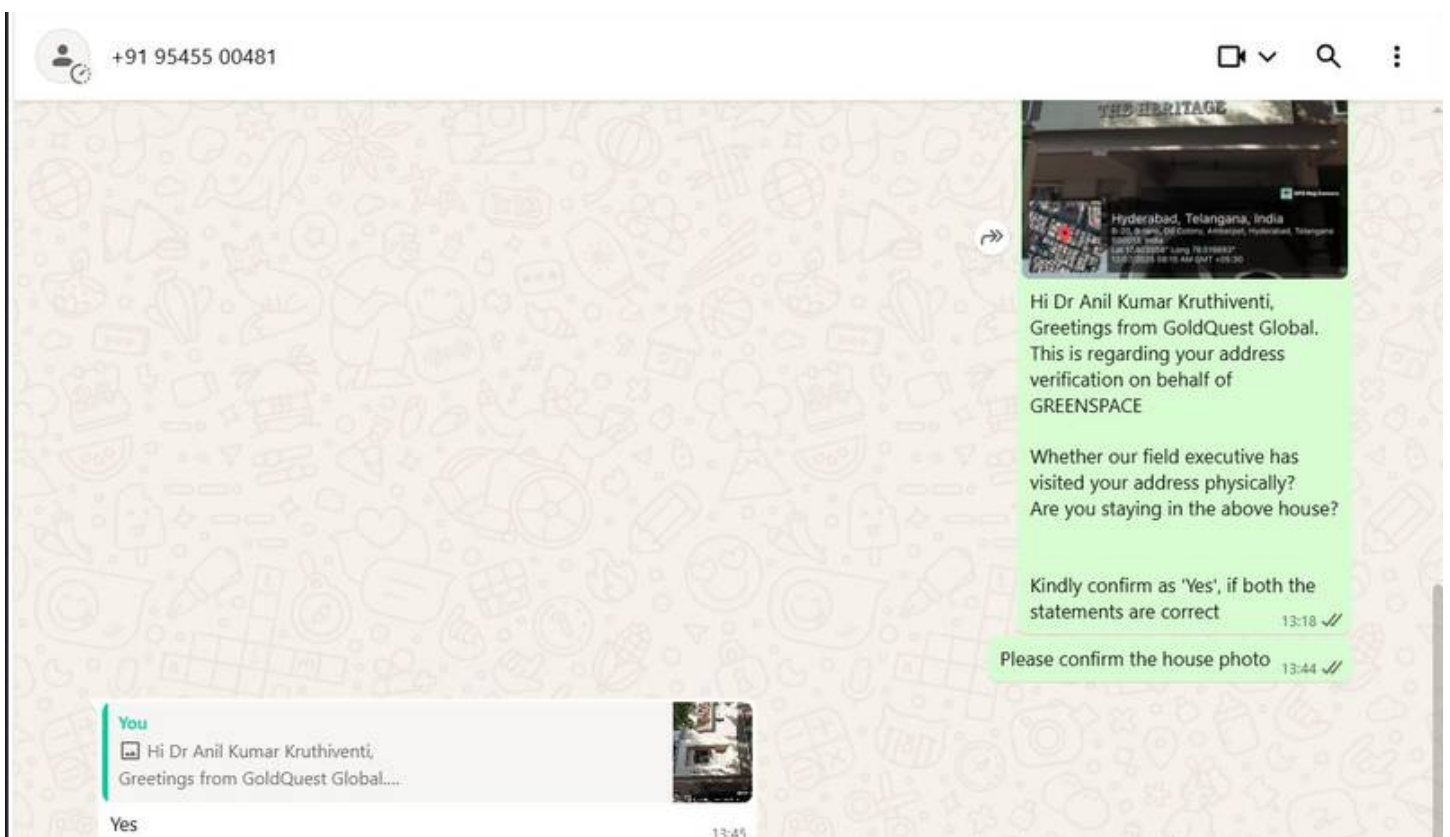 +91 95455 00481
THE HERITAGE
Hyderabad, Telangana, India
Hyderabad, Telangana
India
Hi Dr Anil Kumar Kruthiventi,
Greetings from GoldQuest Global.
This is regarding your address
verification on behalf of
GREENSPACE
Whether our field executive has
visited your address physically?
Are you staying in the above house?
Kindly confirm as 'Yes', if both the
statements are correct
13:18
Please confirm the house photo 13:44
You
Hi Dr Anil Kumar Kruthiventi,
Greetings from GoldQuest Global....
Yes
13:45